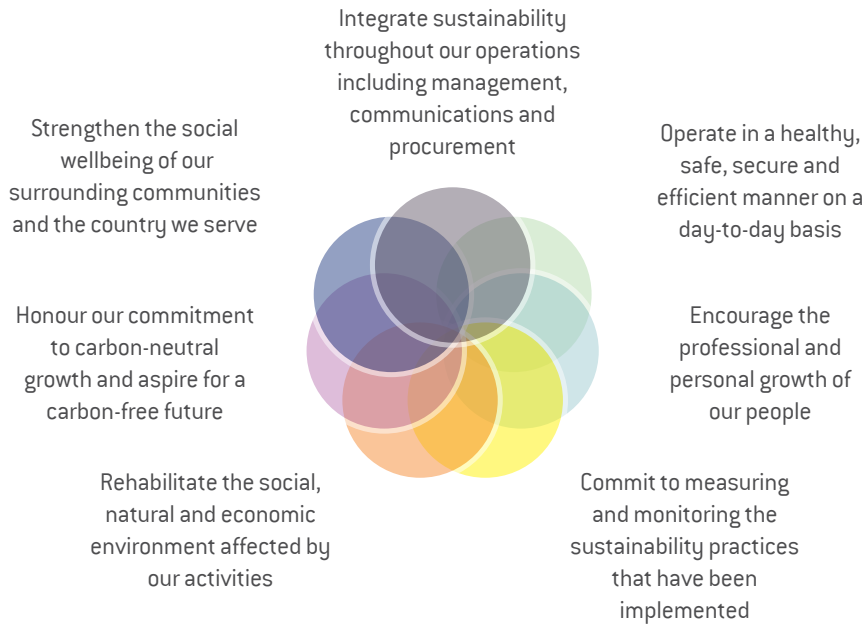 Integrate sustainability
throughout our operations
including management,
communications and
procurement
Operate in a healthy,
safe, secure and
efficient manner on a
day-to-day basis
Encourage the
professional and
personal growth of
our people
Commit to measuring
and monitoring the
sustainability practices
that have been
implemented
Rehabilitate the social,
natural and economic
environment affected by
our activities
Honour our commitment
to carbon-neutral
growth and aspire for a
carbon-free future
Strengthen the social
wellbeing of our
surrounding communities
and the country we serve